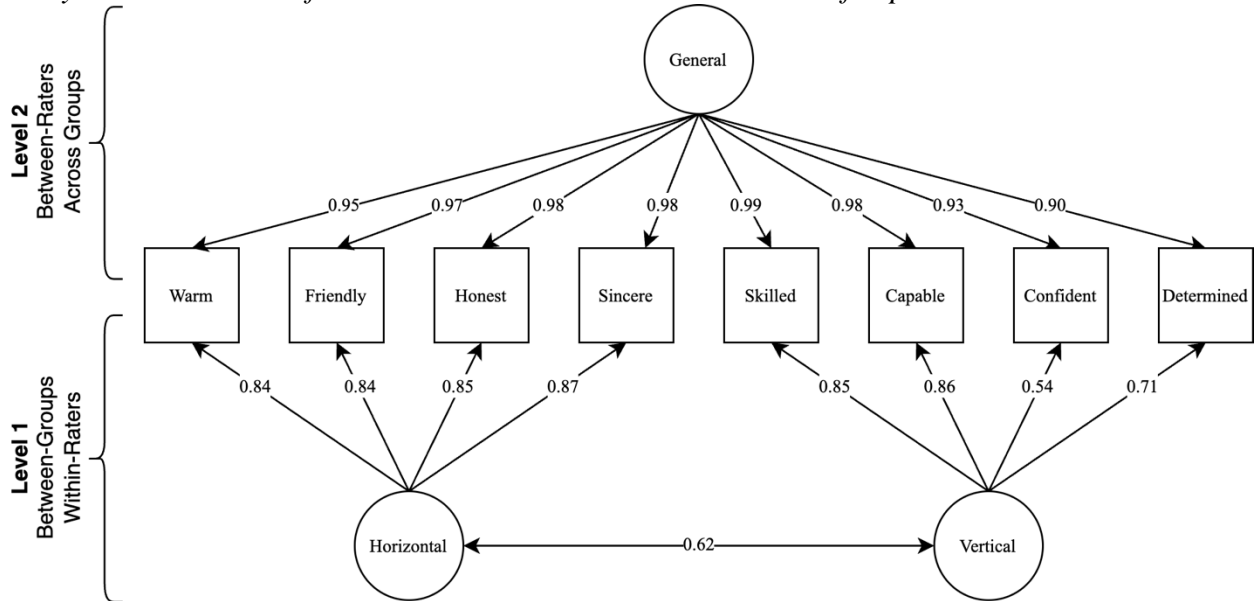 General
Level 2
Between-Raters
Across Groups
0.95
0.97
0.98
0.98
0.99
0.98
0.93
0.90
Warm
Friendly
Honest
Sincere
Skilled
Capable
Confident
Determined
Level 1
Between-Groups
Within-Raters
0.84
0.84
0.85
0.87
0.85
0.86
0.54
0.71
Horizontal
0.62
Vertical